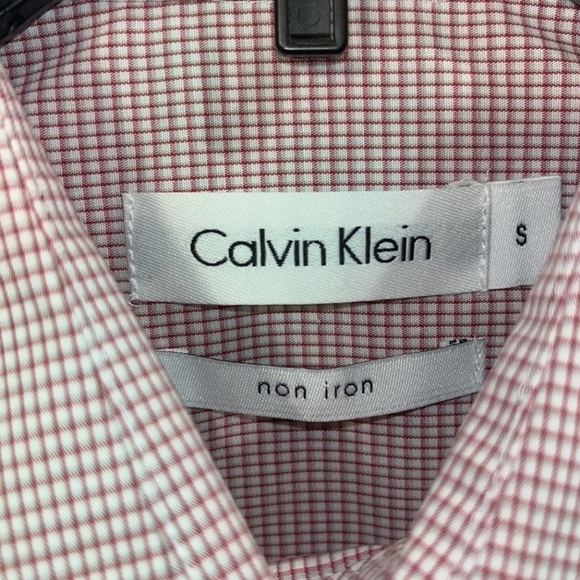 Calvin Klein
S
non iron